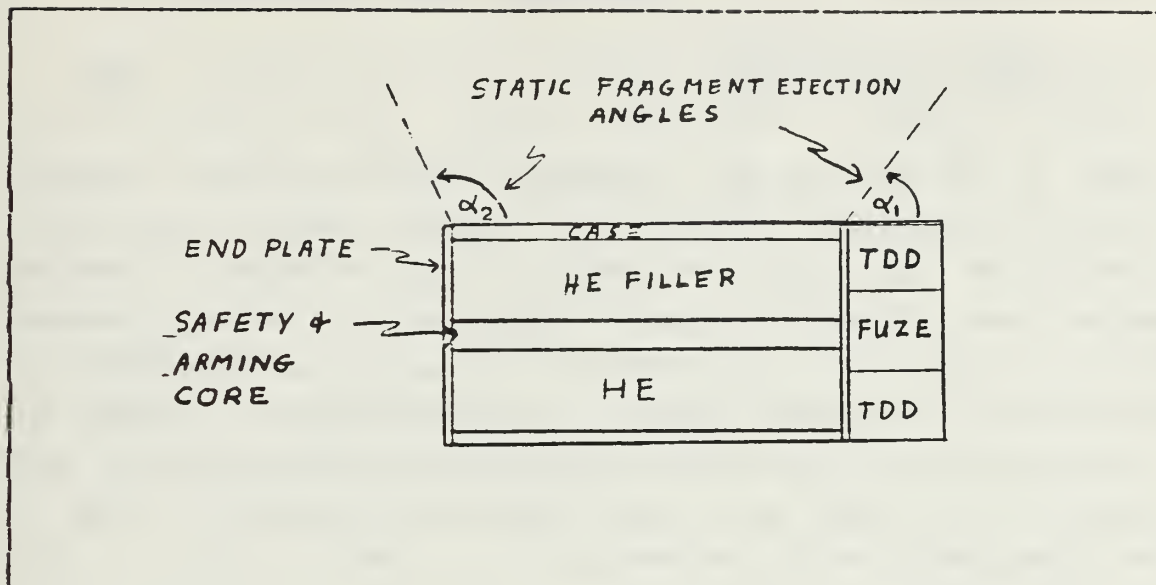 STATIC FRAGMENT EJECTION
ANGLES
α₂
α₁
CASE
END PLATE
HE FILLER
TDD
SAFETY &
ARMING
CORE
FUZE
HE
TDD